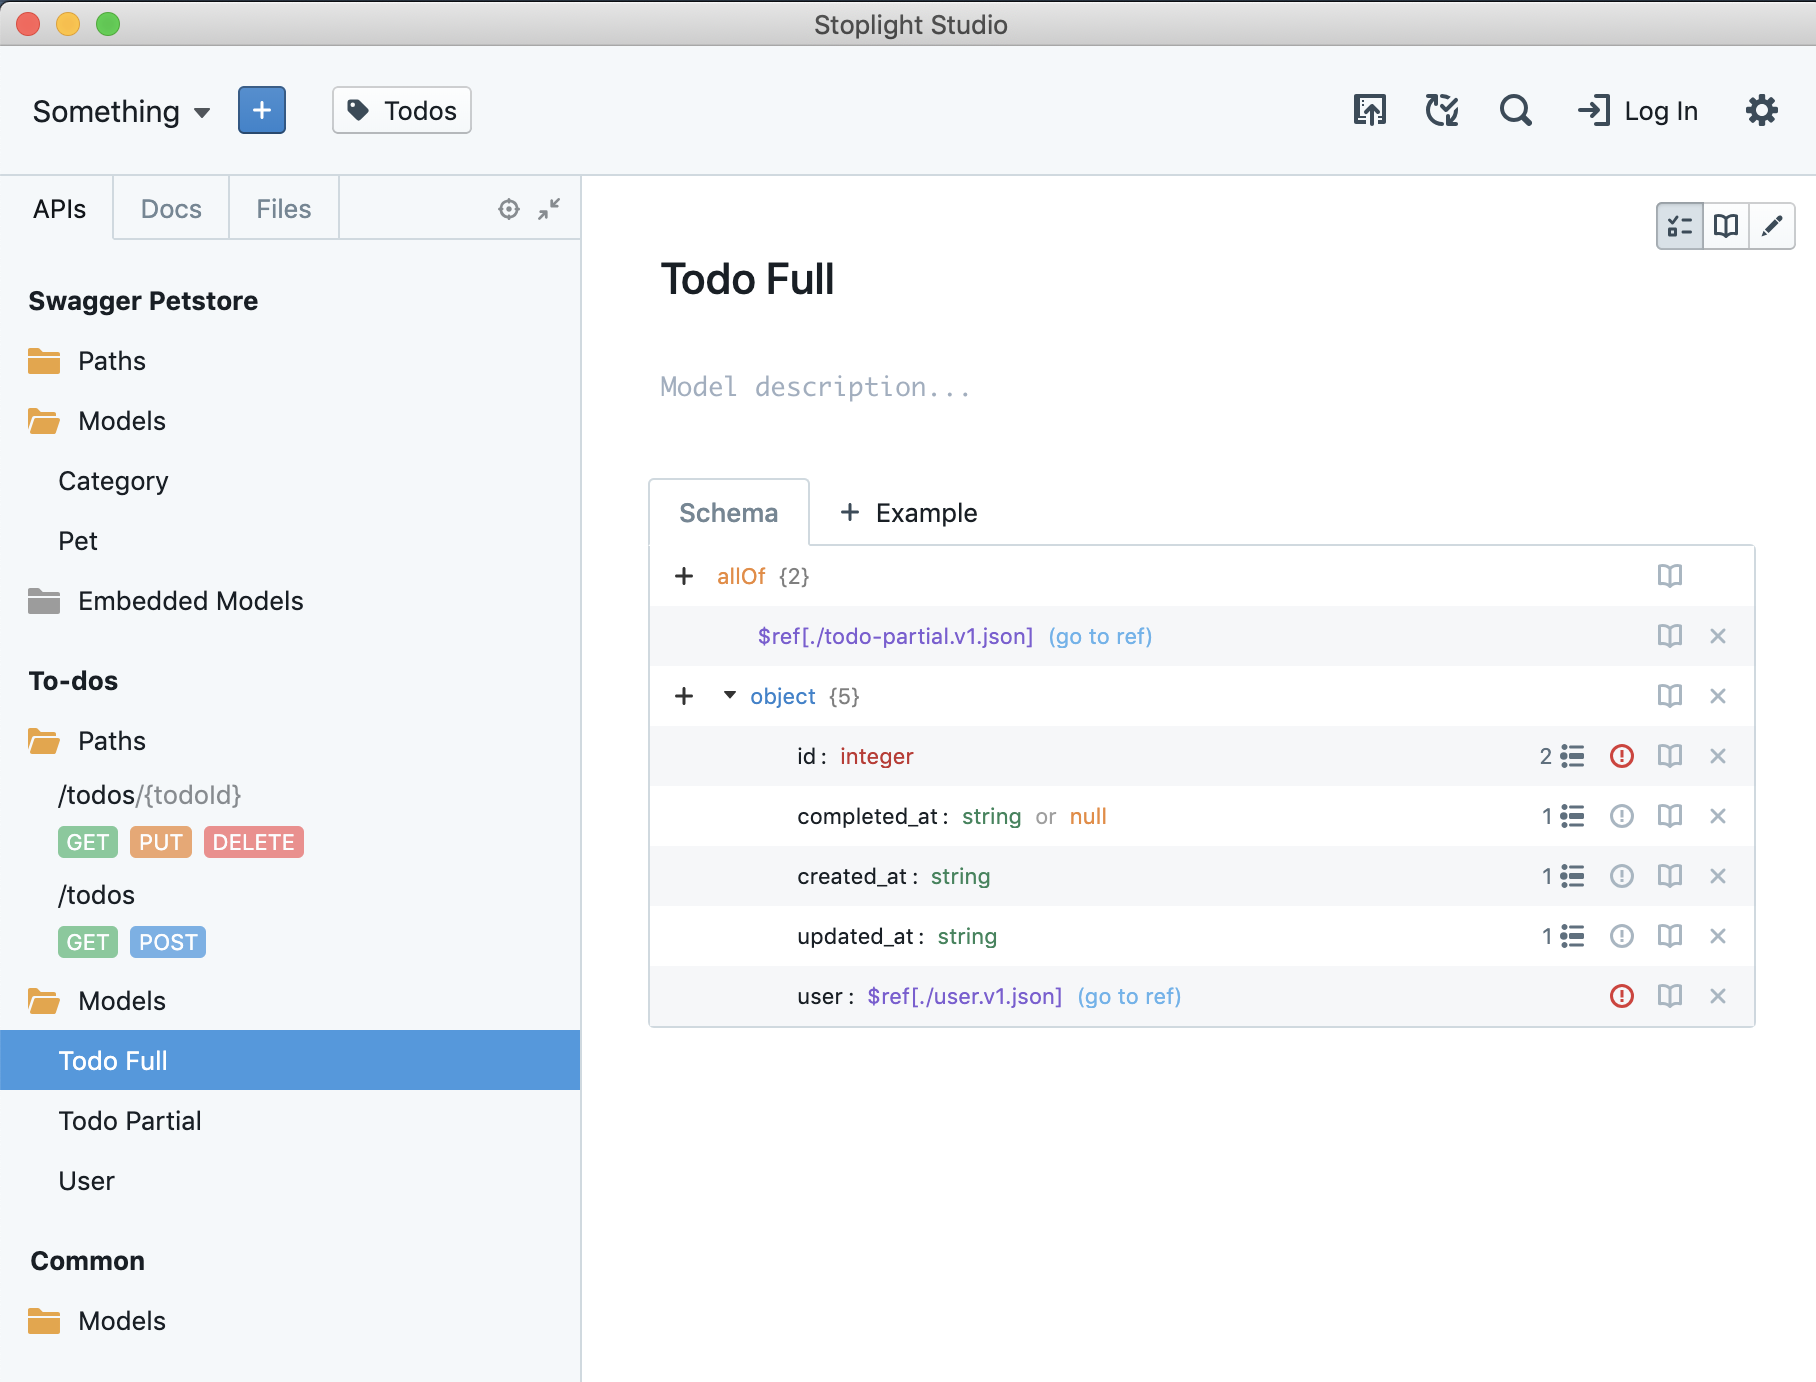 Stoplight Studio
Something
Todos
Log In
APIs
Docs
Files
Swagger Petstore
Paths
Models
Category
Pet
Embedded Models
To-dos
Paths
/todos/{todoId}
GET PUT DELETE
/todos
GET POST
Models
Todo Full
Todo Partial
User
Common
Models
Todo Full
Model description...
Schema
+ Example
+ allOf {2}
$ref[./todo-partial.v1.json] (go to ref)
+ object {5}
id: integer 2
completed_at: string or null 1
created_at: string 1
updated_at: string 1
user: $ref[./user.v1.json] (go to ref)